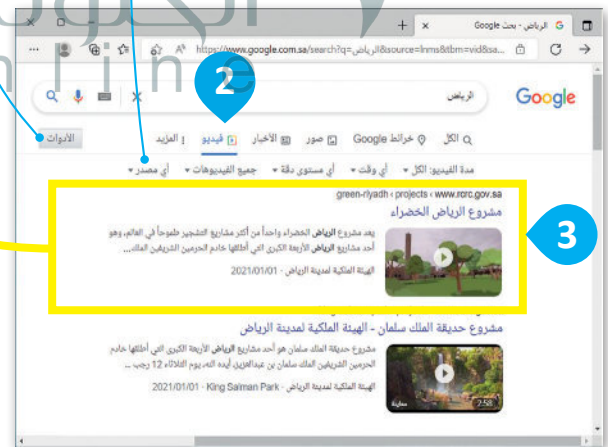 الرياض - بحث Google
https://www.google.com.sa/search?q=الرياض&source=lnms&tbm=vid&sa...
Google
الرياض
2
الكل
خرائط Google
صور
الأخبار
فيديو
المزيد
الأدوات
مدة الفيديو: الكل
أي وقت
أي مستوى دقة
جميع الفيديوهات
أي مصدر
green-riyadh › projects › www.rcrc.gov.sa
مشروع الرياض الخضراء
يعد مشروع الرياض الخضراء واحداً من أكثر مشاريع التشجير طموحاً في العالم، وهو
أحد مشاريع الرياض الأربعة الكبرى التي أطلقها خادم الحرمين الشريفين الملك...
الهيئة الملكية لمدينة الرياض - 2021/01/01
3
مشروع حديقة الملك سلمان - الهيئة الملكية لمدينة الرياض
مشروع حديقة الملك سلمان هو أحد مشاريع الرياض الأربعة الكبرى التي أطلقها خادم
الحرمين الشريفين الملك سلمان بن عبدالعزيز، أيده الله، يوم الثلاثاء 12 رجب ...
الهيئة الملكية لمدينة الرياض - King Salman Park - 2021/01/01
معاينة
2:58